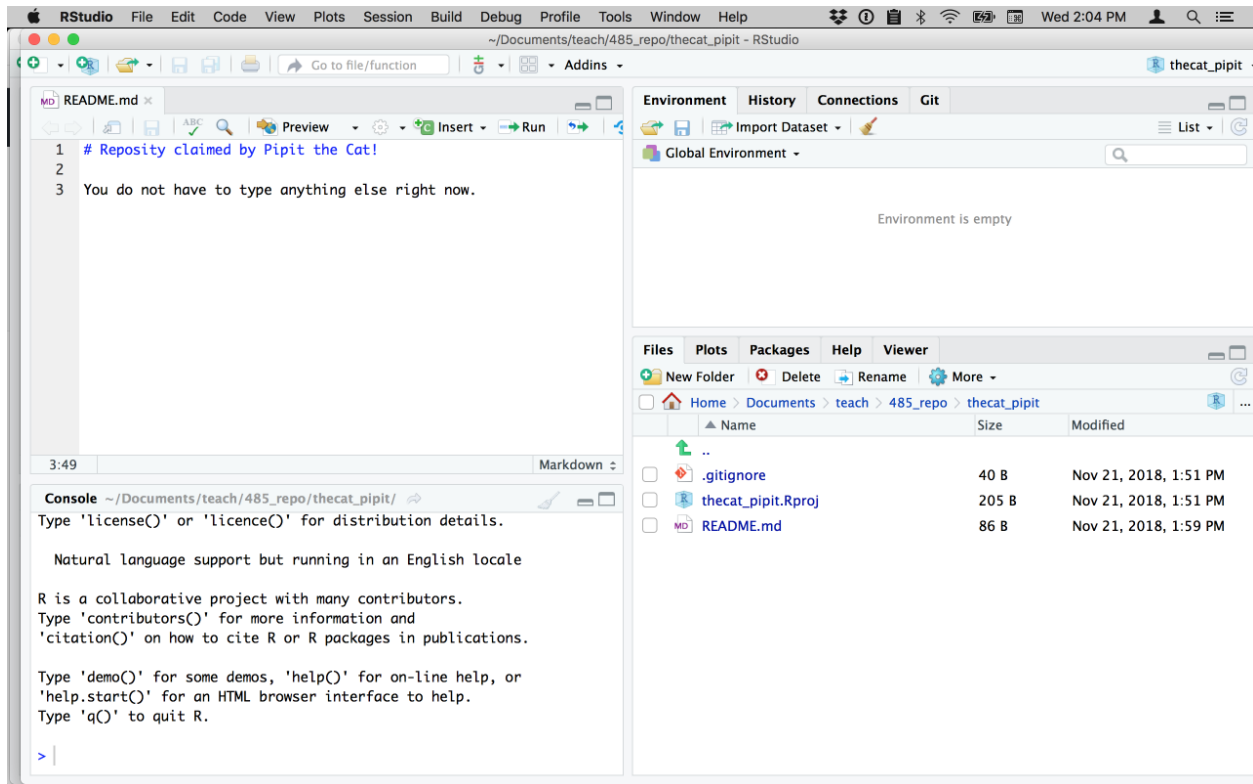 RStudio File Edit Code View Plots Session Build Debug Profile Tools Window Help Wed 2:04 PM
~/Documents/teach/485_repo/thecat_pipit - RStudio
Go to file/function Addins thecat_pipit
README.md
Preview Insert Run
1 # Reposity claimed by Pipit the Cat!
2
3 You do not have to type anything else right now.
3:49 Markdown
Console ~/Documents/teach/485_repo/thecat_pipit/
Type 'license()' or 'licence()' for distribution details.
Natural language support but running in an English locale
R is a collaborative project with many contributors.
Type 'contributors()' for more information and
'citation()' on how to cite R or R packages in publications.
Type 'demo()' for some demos, 'help()' for on-line help, or
'help.start()' for an HTML browser interface to help.
Type 'q()' to quit R.
>
Environment History Connections Git
Import Dataset List
Global Environment
Environment is empty
Files Plots Packages Help Viewer
New Folder Delete Rename More
Home > Documents > teach > 485_repo > thecat_pipit ...
Name Size Modified
..
.gitignore 40 B Nov 21, 2018, 1:51 PM
thecat_pipit.Rproj 205 B Nov 21, 2018, 1:51 PM
README.md 86 B Nov 21, 2018, 1:59 PM